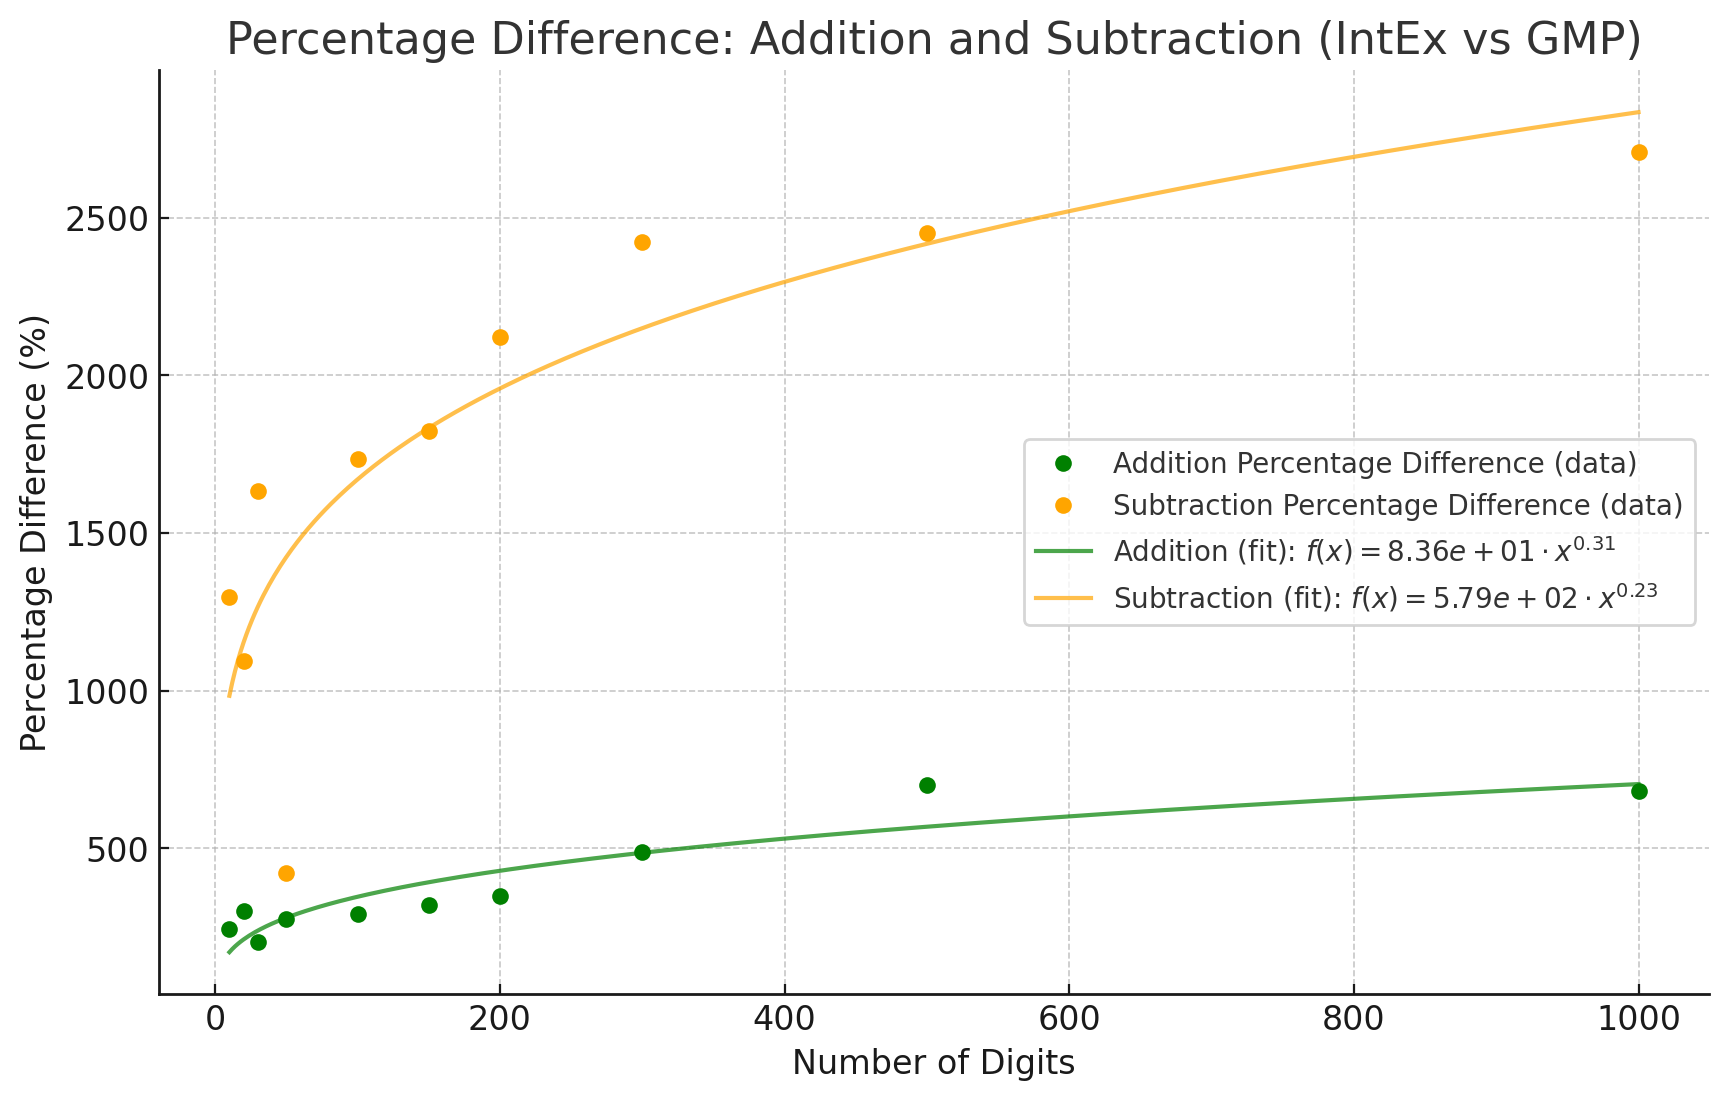 Percentage Difference: Addition and Subtraction (IntEx vs GMP)
Percentage Difference (%)
2500
2000
1500
1000
500
Addition Percentage Difference (data)
Subtraction Percentage Difference (data)
Addition (fit): f(x) = 8.36e + 01 · x^0.31
Subtraction (fit): f(x) = 5.79e + 02 · x^0.23
0 200 400 600 800 1000
Number of Digits